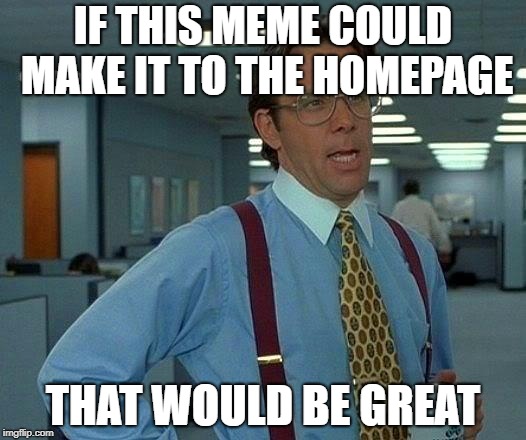 IF THIS MEME COULD
MAKE IT TO THE HOMEPAGE
THAT WOULD BE GREAT
imgflip.com